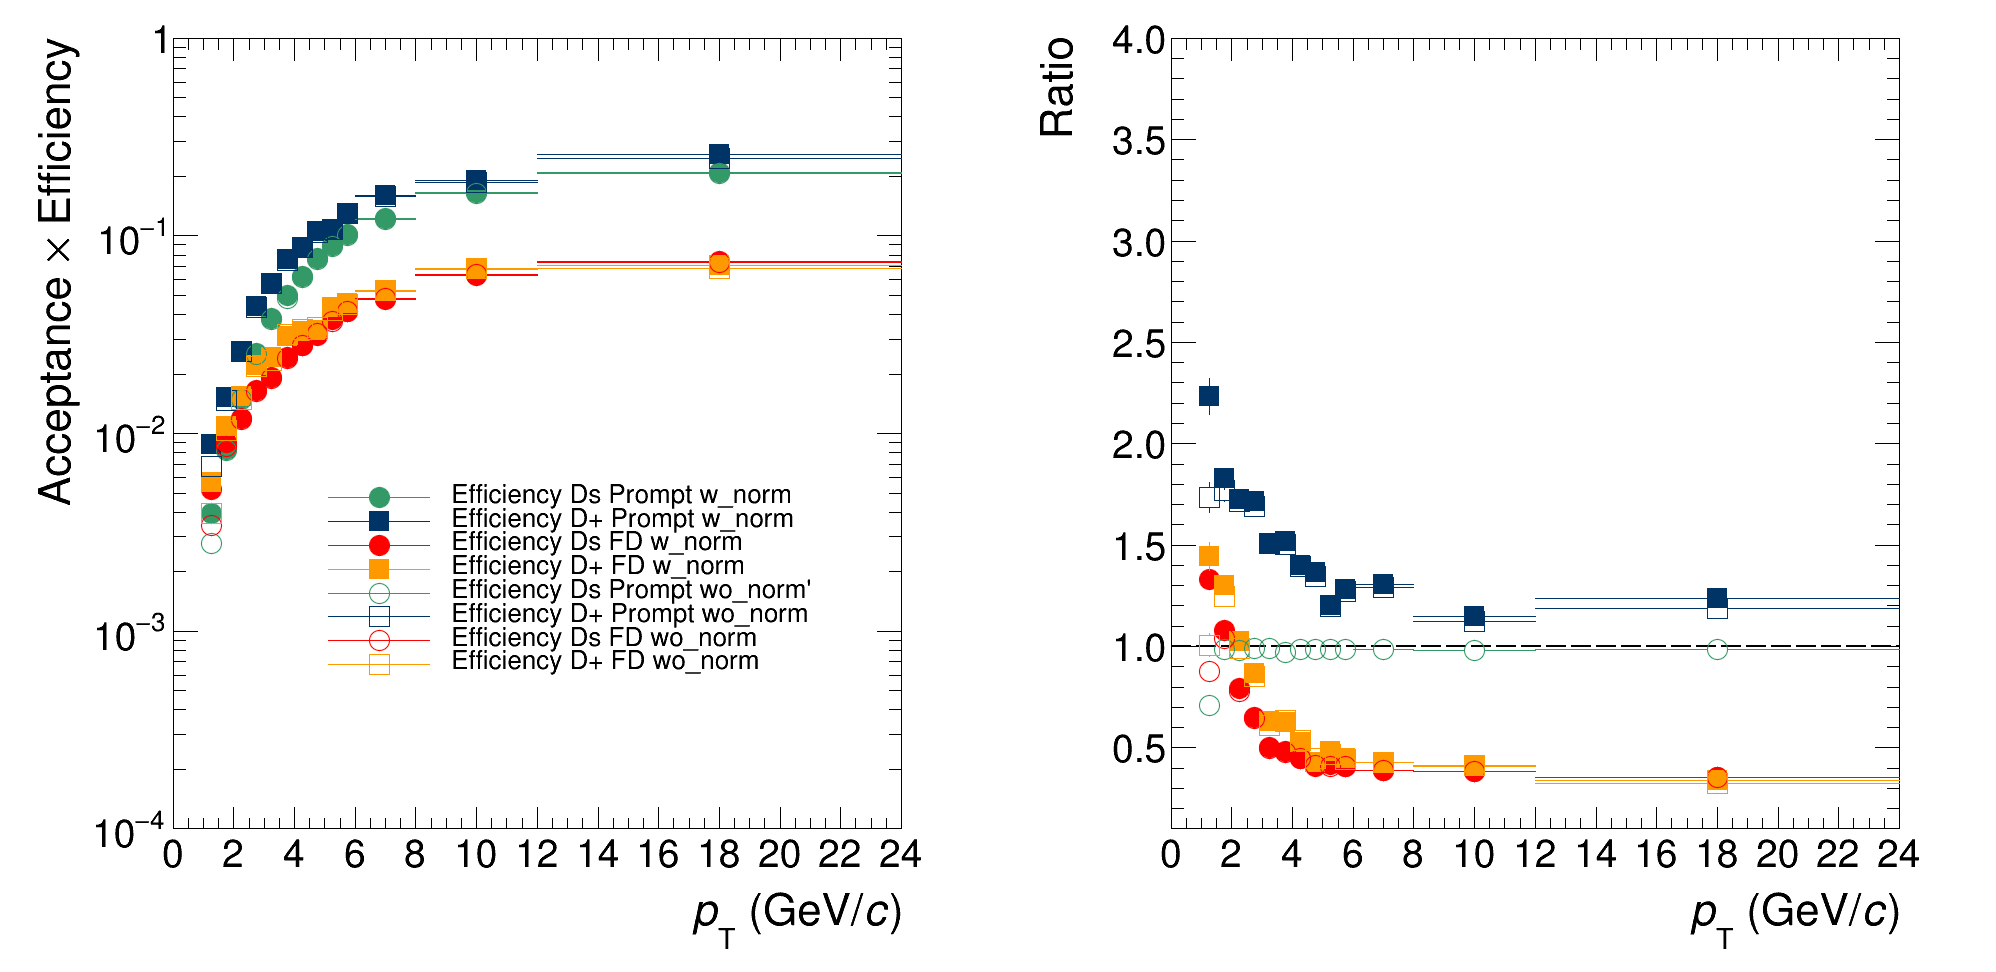 Acceptance × Efficiency
1
10⁻¹
10⁻²
10⁻³
10⁻⁴
Efficiency Ds Prompt w_norm
Efficiency D+ Prompt w_norm
Efficiency Ds FD w_norm
Efficiency D+ FD w_norm
Efficiency Ds Prompt wo_norm'
Efficiency D+ Prompt wo_norm
Efficiency Ds FD wo_norm
Efficiency D+ FD wo_norm
0 2 4 6 8 10 12 14 16 18 20 22 24
p_T (GeV/c)
Ratio
4.0
3.5
3.0
2.5
2.0
1.5
1.0
0.5
0 2 4 6 8 10 12 14 16 18 20 22 24
p_T (GeV/c)